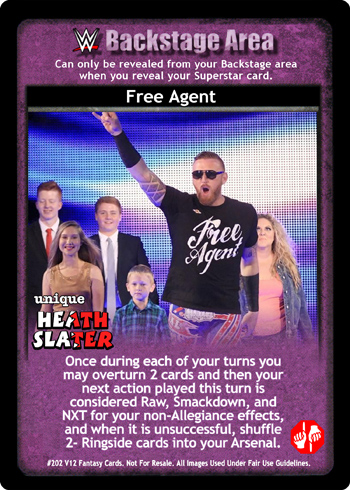 W Backstage Area
Can only be revealed from your Backstage area
when you reveal your Superstar card.
Free Agent
Free
Agent
unique
HEATH
SLATER
Once during each of your turns you
may overturn 2 cards and then your
next action played this turn is
considered Raw, Smackdown, and
NXT for your non-Allegiance effects,
and when it is unsuccessful, shuffle
2- Ringside cards into your Arsenal.
#202 V12 Fantasy Cards. Not For Resale. All Images Used Under Fair Use Guidelines.